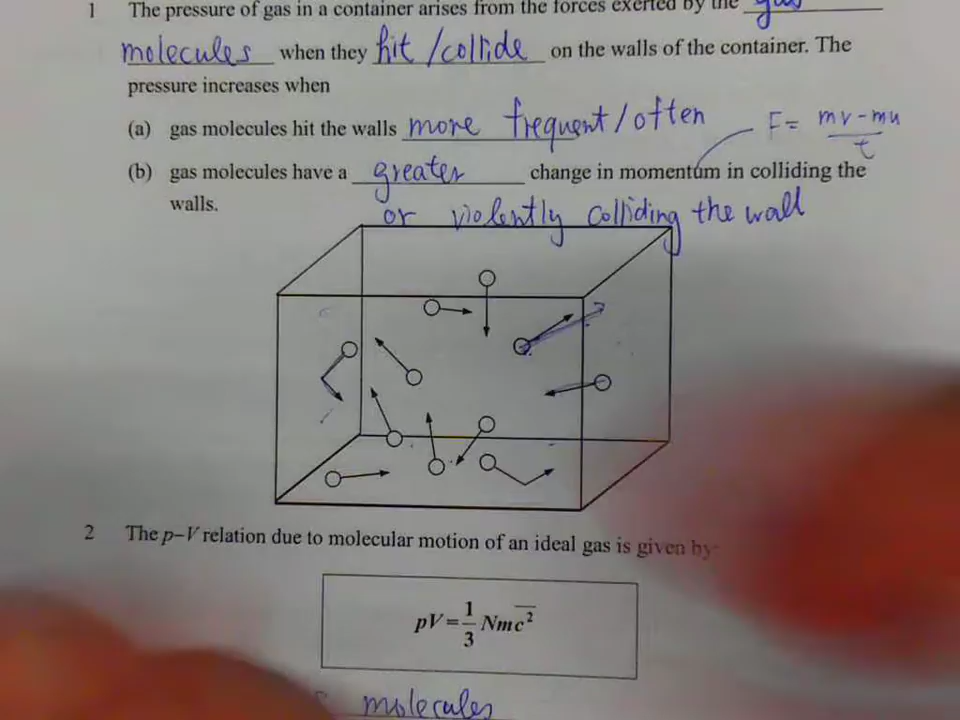 1 The pressure of gas in a container arises from the forces exerted by the gas
molecules when they hit /collide on the walls of the container. The
pressure increases when
(a) gas molecules hit the walls more frequent/often F= mv-mu/t
(b) gas molecules have a greater change in momentum in colliding the
walls.
or violently colliding the wall
2 The p–V relation due to molecular motion of an ideal gas is given by
pV = 1/3 Nmc²̅
molecules